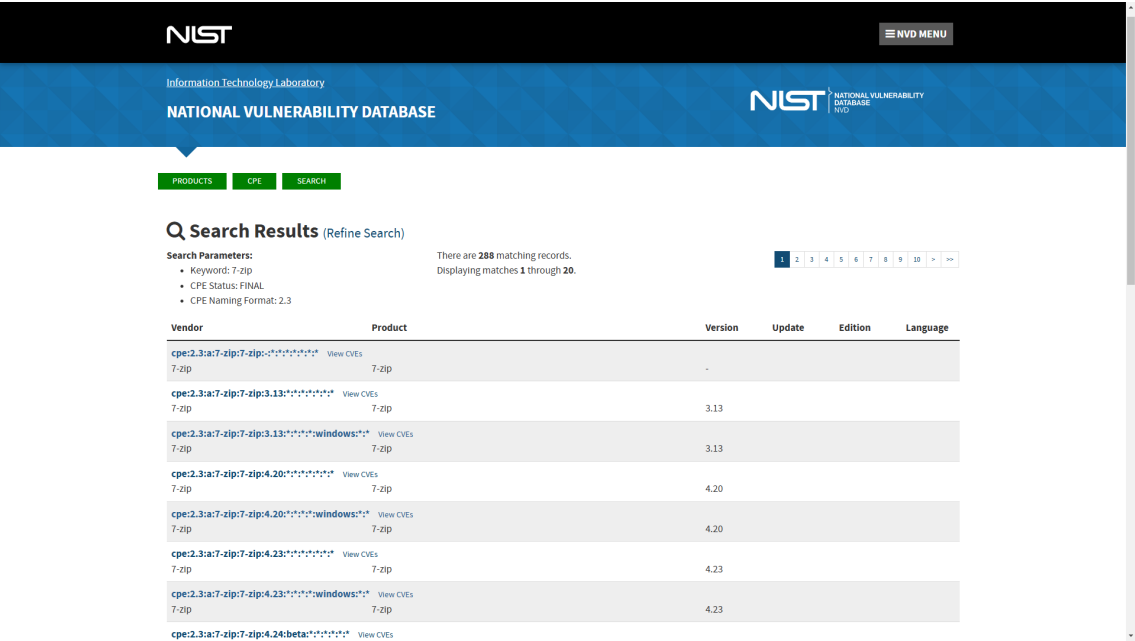 NIST
NVD MENU
Information Technology Laboratory
NATIONAL VULNERABILITY DATABASE
NIST NATIONAL VULNERABILITY DATABASE NVD
PRODUCTS CPE SEARCH
Search Results (Refine Search)
Search Parameters:
• Keyword: 7-zip
• CPE Status: FINAL
• CPE Naming Format: 2.3
There are 288 matching records.
Displaying matches 1 through 20.
1 2 3 4 5 6 7 8 9 10 > >>
Vendor Product Version Update Edition Language
cpe:2.3:a:7-zip:7-zip:-:*:*:*:*:*:*:* View CVEs
7-zip 7-zip -
cpe:2.3:a:7-zip:7-zip:3.13:*:*:*:*:*:*:* View CVEs
7-zip 7-zip 3.13
cpe:2.3:a:7-zip:7-zip:3.13:*:*:*:*:windows:*:* View CVEs
7-zip 7-zip 3.13
cpe:2.3:a:7-zip:7-zip:4.20:*:*:*:*:*:*:* View CVEs
7-zip 7-zip 4.20
cpe:2.3:a:7-zip:7-zip:4.20:*:*:*:*:windows:*:* View CVEs
7-zip 7-zip 4.20
cpe:2.3:a:7-zip:7-zip:4.23:*:*:*:*:*:*:* View CVEs
7-zip 7-zip 4.23
cpe:2.3:a:7-zip:7-zip:4.23:*:*:*:*:windows:*:* View CVEs
7-zip 7-zip 4.23
cpe:2.3:a:7-zip:7-zip:4.24:beta:*:*:*:*:*:* View CVEs